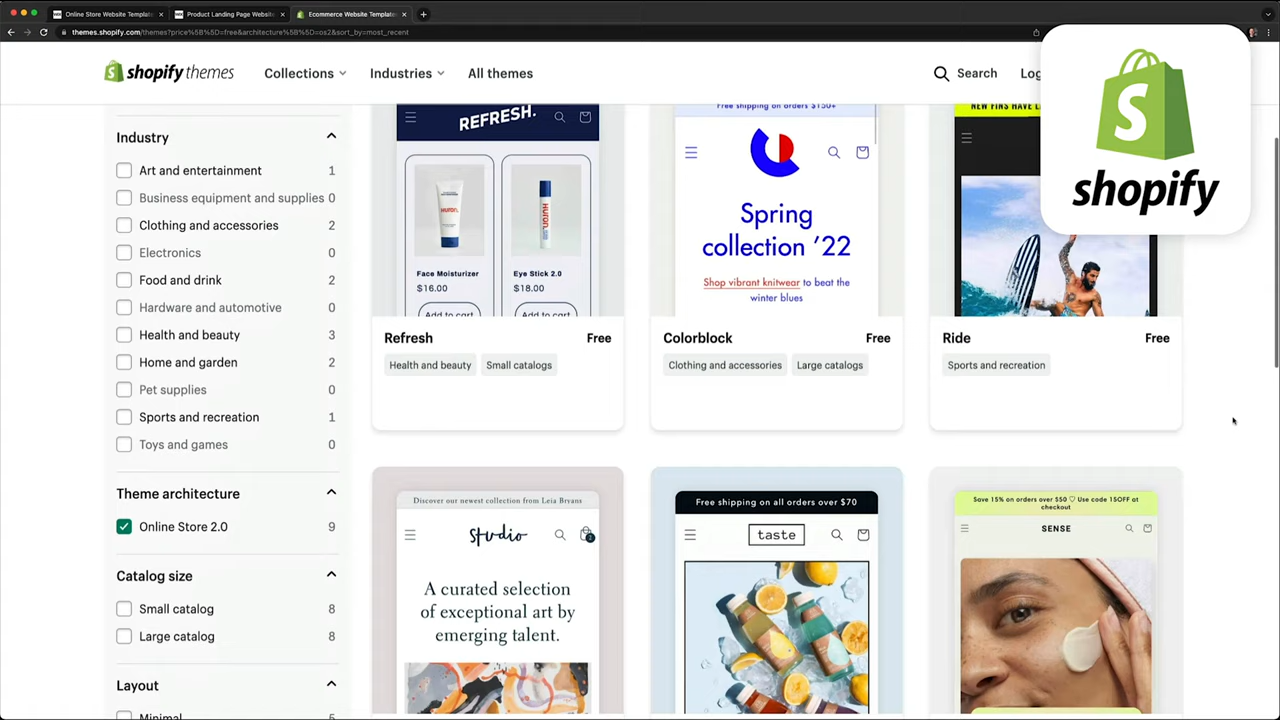 Online Store Website Template
Product Landing Page Website
Ecommerce Website Templates
themes.shopify.com/themes?price%5B%5D=free&architecture%5B%5D=os2&sort_by=most_recent
shopify themes
Collections
Industries
All themes
Search
Log
shopify
Industry
Art and entertainment 1
Business equipment and supplies 0
Clothing and accessories 2
Electronics 0
Food and drink 2
Hardware and automotive 0
Health and beauty 3
Home and garden 2
Pet supplies 0
Sports and recreation 1
Toys and games 0
Theme architecture
Online Store 2.0 9
Catalog size
Small catalog 8
Large catalog 8
Layout
Minimal 5
REFRESH.
Face Moisturizer
$16.00
Add to cart
Eye Stick 2.0
$18.00
Add to cart
Refresh
Free
Health and beauty
Small catalogs
Free shipping on orders $150+
Spring
collection ’22
Shop vibrant knitwear to beat the
winter blues
Colorblock
Free
Clothing and accessories
Large catalogs
NEW FINS HAVE
Ride
Free
Sports and recreation
Discover our newest collection from Leia Bryans
studio
A curated selection
of exceptional art by
emerging talent.
Free shipping on all orders over $70
taste
Save 15% on orders over $50 ♡ Use code 15OFF at
checkout
SENSE